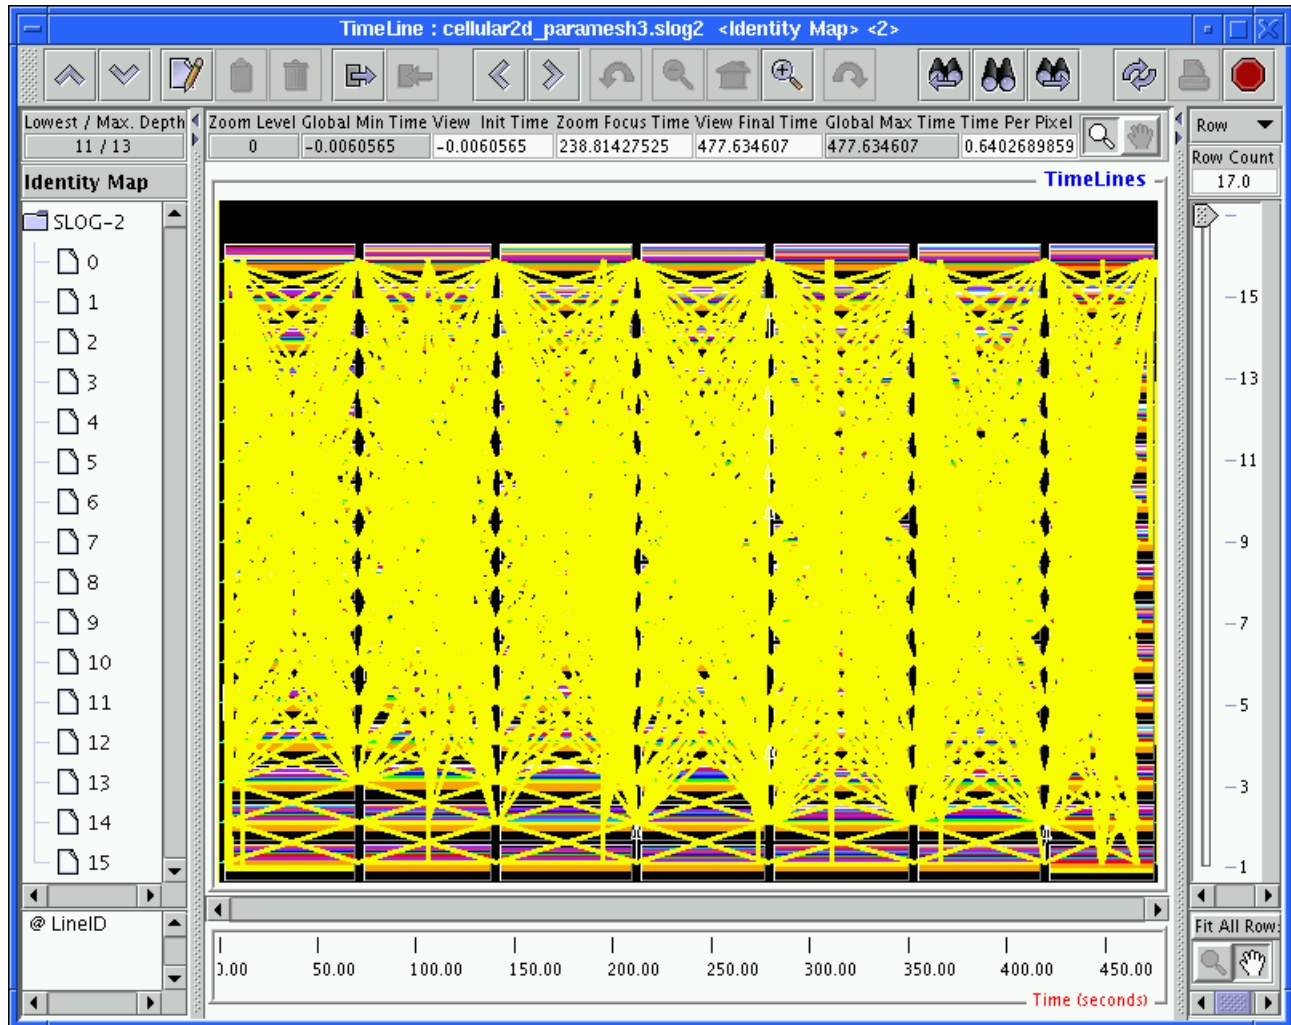 TimeLine : cellular2d_paramesh3.slog2 <Identity Map> <2>
Lowest / Max. Depth
11 / 13
Zoom Level Global Min Time View Init Time Zoom Focus Time View Final Time Global Max Time Time Per Pixel
0 -0.0060565 -0.0060565 238.81427525 477.634607 477.634607 0.6402689859
Row
Row Count
17.0
Identity Map
TimeLines
SLOG-2
0
1
2
3
4
5
6
7
8
9
10
11
12
13
14
15
15
13
11
9
7
5
3
1
@ LineID
Fit All Row:
50.00 100.00 150.00 200.00 250.00 300.00 350.00 400.00 450.00
Time (seconds)